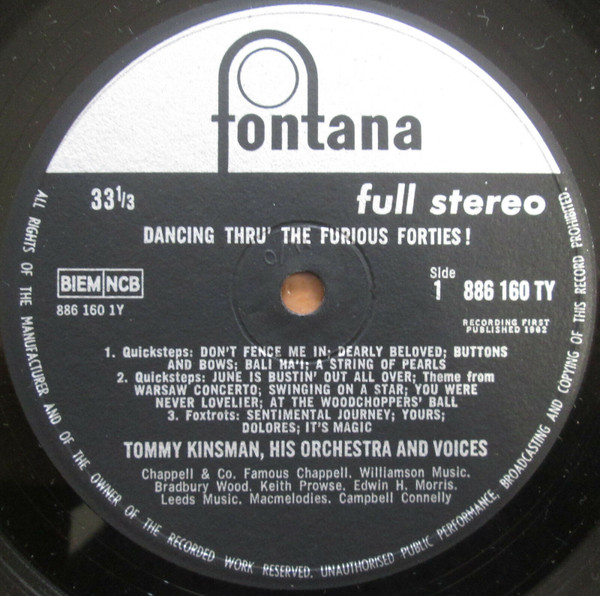 fontana
33 1/3
full stereo
DANCING THRU' THE FURIOUS FORTIES!
BIEM NCB
886 160 1Y
Side
1 886 160 TY
RECORDING FIRST
PUBLISHED 1962
1. Quicksteps: DON'T FENCE ME IN; DEARLY BELOVED; BUTTONS
AND BOWS; BALI HA'I; A STRING OF PEARLS
2. Quicksteps: JUNE IS BUSTIN' OUT ALL OVER; Theme from
WARSAW CONCERTO; SWINGING ON A STAR; YOU WERE
NEVER LOVELIER; AT THE WOODCHOPPERS' BALL
3. Foxtrots: SENTIMENTAL JOURNEY; YOURS;
DOLORES; IT'S MAGIC
TOMMY KINSMAN, HIS ORCHESTRA AND VOICES
Chappell & Co. Famous Chappell. Williamson Music.
Bradbury Wood. Keith Prowse. Edwin H. Morris.
Leeds Music. Macmelodies. Campbell Connelly
ALL RIGHTS OF THE MANUFACTURER AND OF THE OWNER OF THE RECORDED WORK RESERVED. UNAUTHORISED PUBLIC PERFORMANCE, BROADCASTING AND COPYING OF THIS RECORD PROHIBITED.